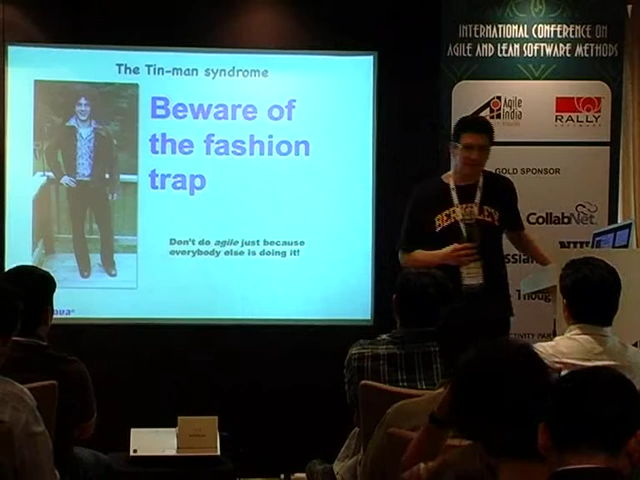 The Tin-man syndrome
Beware of
the fashion
trap
Don't do agile just because
everybody else is doing it!
INTERNATIONAL CONFERENCE ON
AGILE AND LEAN SOFTWARE METHODS
Agile
India
RALLY
SOFTWARE
GOLD SPONSOR
CollabNet
BERKELEY